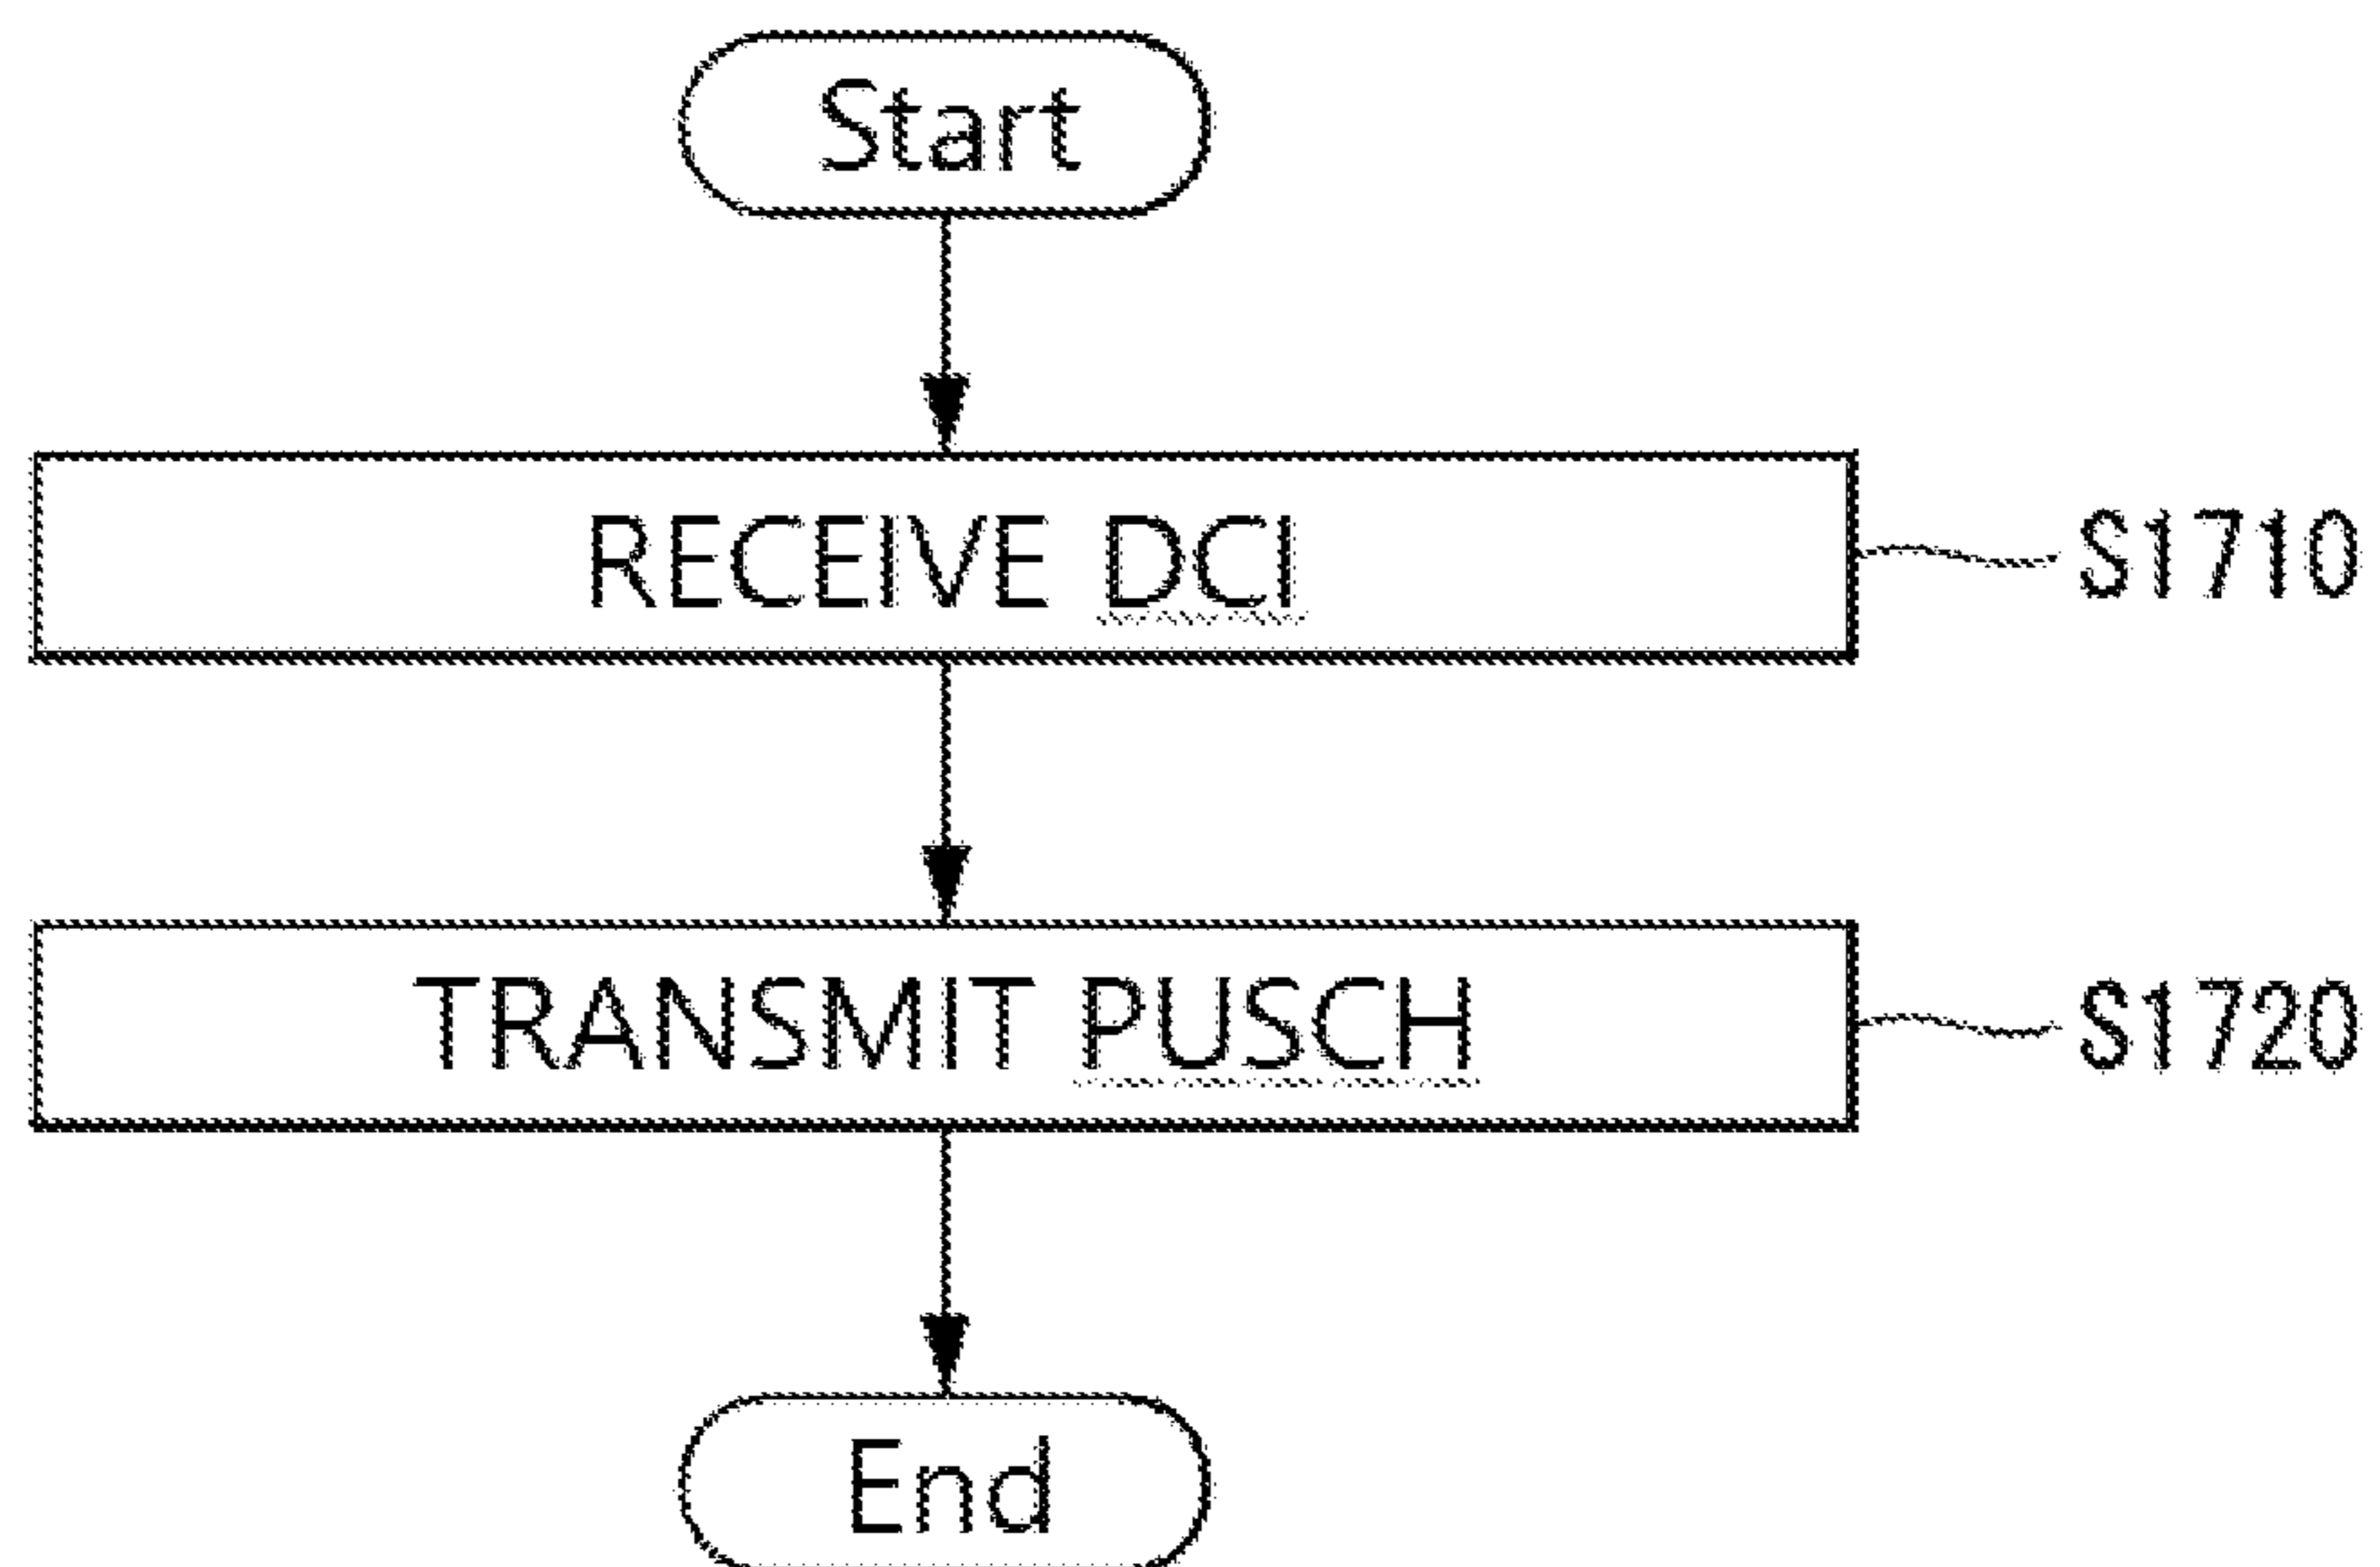 Start
RECEIVE DCI
S1710
TRANSMIT PUSCH
S1720
End